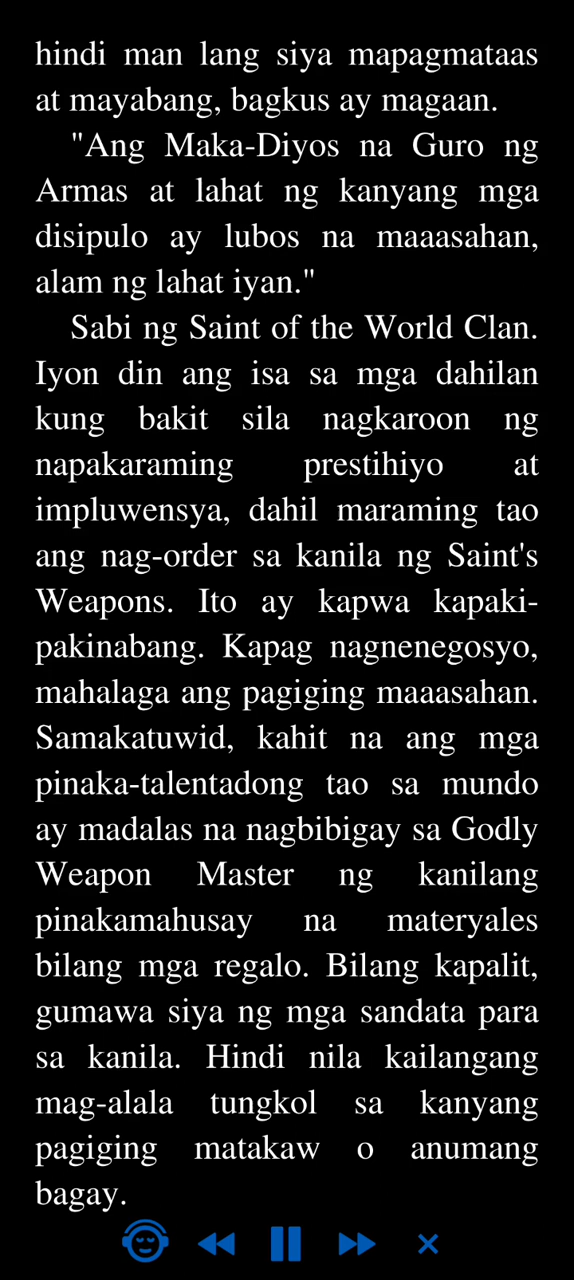 hindi man lang siya mapagmataas
at mayabang, bagkus ay magaan.
"Ang Maka-Diyos na Guro ng
Armas at lahat ng kanyang mga
disipulo ay lubos na maaasahan,
alam ng lahat iyan."
Sabi ng Saint of the World Clan.
Iyon din ang isa sa mga dahilan
kung bakit sila nagkaroon ng
napakaraming prestihiyo at
impluwensya, dahil maraming tao
ang nag-order sa kanila ng Saint's
Weapons. Ito ay kapwa kapaki-
pakinabang. Kapag nagnenegosyo,
mahalaga ang pagiging maaasahan.
Samakatuwid, kahit na ang mga
pinaka-talentadong tao sa mundo
ay madalas na nagbibigay sa Godly
Weapon Master ng kanilang
pinakamahusay na materyales
bilang mga regalo. Bilang kapalit,
gumawa siya ng mga sandata para
sa kanila. Hindi nila kailangang
mag-alala tungkol sa kanyang
pagiging matakaw o anumang
bagay.